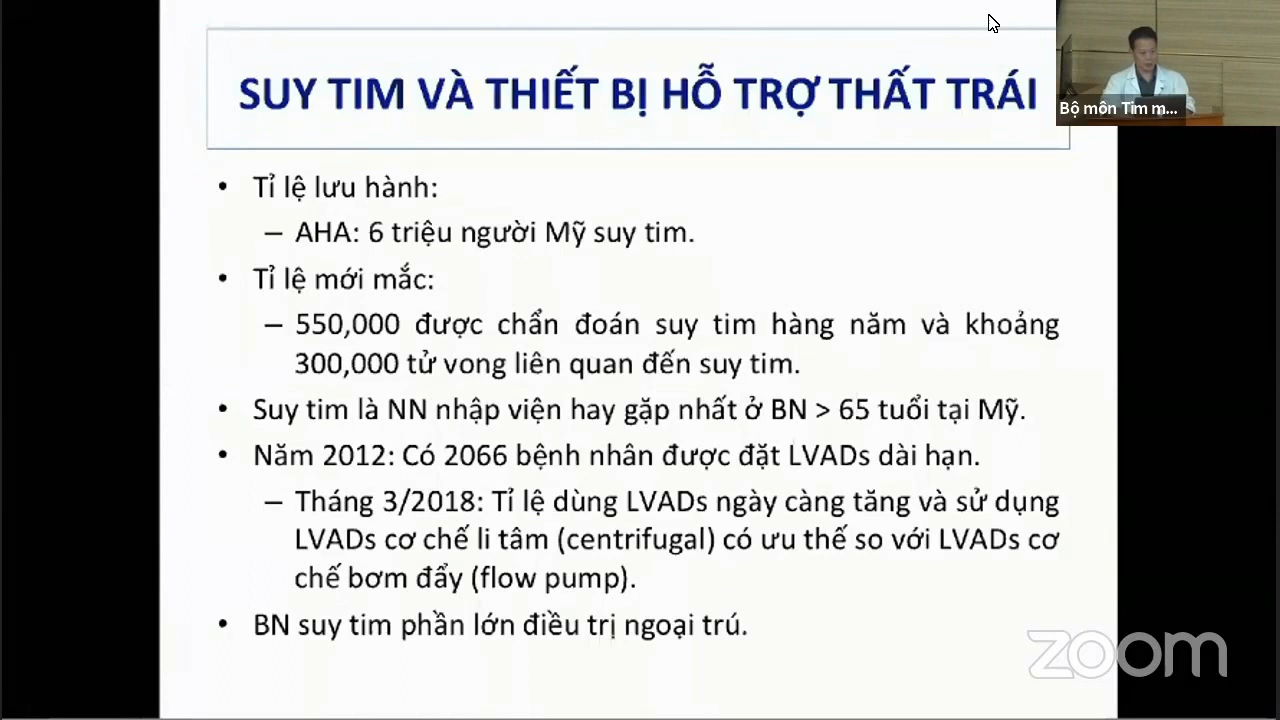 SUY TIM VÀ THIẾT BỊ HỖ TRỢ THẤT TRÁI
Bộ môn Tim m...
• Tỉ lệ lưu hành:
– AHA: 6 triệu người Mỹ suy tim.
• Tỉ lệ mới mắc:
– 550,000 được chẩn đoán suy tim hàng năm và khoảng
300,000 tử vong liên quan đến suy tim.
• Suy tim là NN nhập viện hay gặp nhất ở BN > 65 tuổi tại Mỹ.
• Năm 2012: Có 2066 bệnh nhân được đặt LVADs dài hạn.
– Tháng 3/2018: Tỉ lệ dùng LVADs ngày càng tăng và sử dụng
LVADs cơ chế li tâm (centrifugal) có ưu thế so với LVADs cơ
chế bơm đẩy (flow pump).
• BN suy tim phần lớn điều trị ngoại trú.
zoom